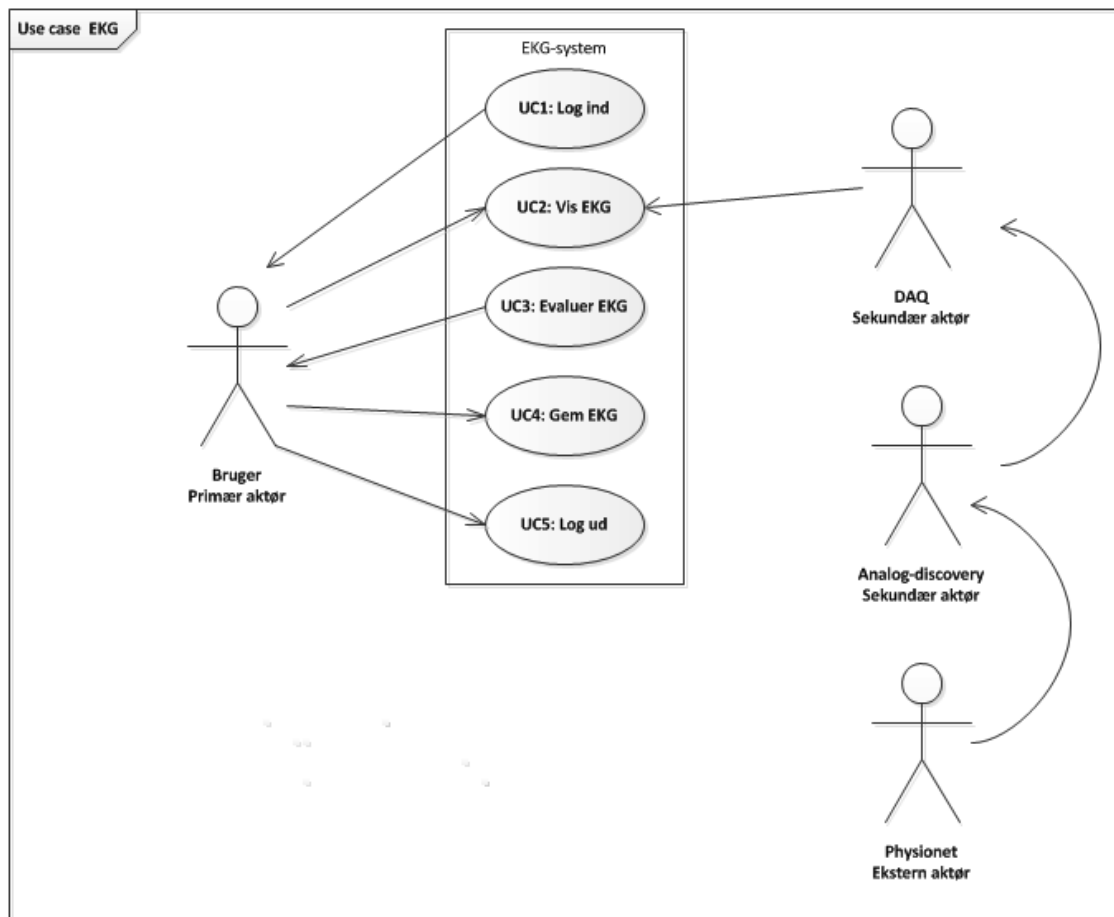 Use case EKG
EKG-system
UC1: Log ind
UC2: Vis EKG
UC3: Evaluer EKG
UC4: Gem EKG
UC5: Log ud
Bruger
Primær aktør
DAQ
Sekundær aktør
Analog-discovery
Sekundær aktør
Physionet
Ekstern aktør